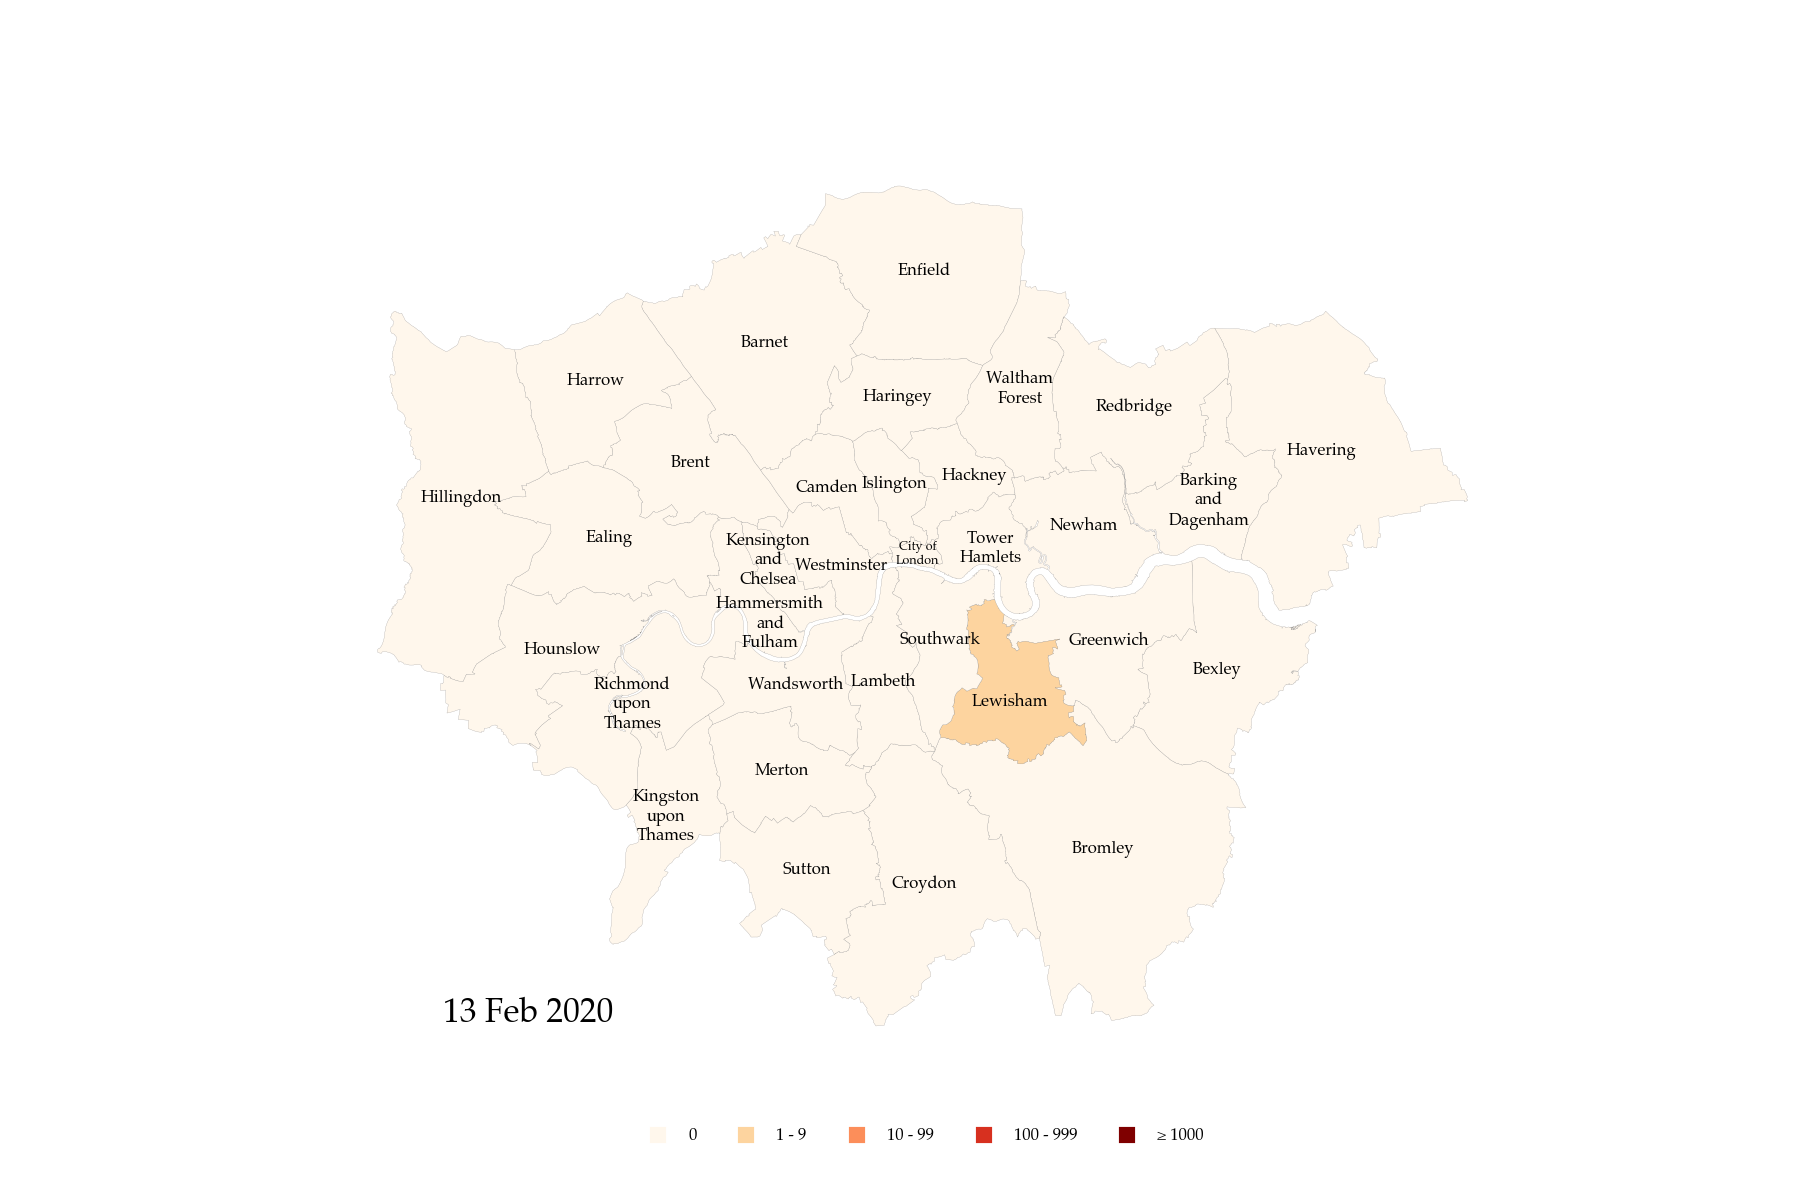 Enfield
Barnet
Harrow
Waltham
Forest
Haringey
Redbridge
Havering
Brent
Hackney
Camden
Islington
Barking
and
Dagenham
Hillingdon
Newham
Ealing
Kensington
and
Chelsea
Westminster
City of
London
Tower
Hamlets
Hammersmith
and
Fulham
Hounslow
Southwark
Greenwich
Bexley
Richmond
upon
Thames
Wandsworth
Lambeth
Lewisham
Merton
Kingston
upon
Thames
Bromley
Sutton
Croydon
13 Feb 2020
0 1 - 9 10 - 99 100 - 999 ≥ 1000